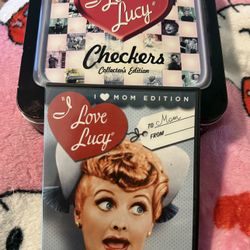 Love
Lucy
Checkers
Collector's Edition
I ♥ MOM EDITION
I Love
Lucy
TO: Mom
FROM: